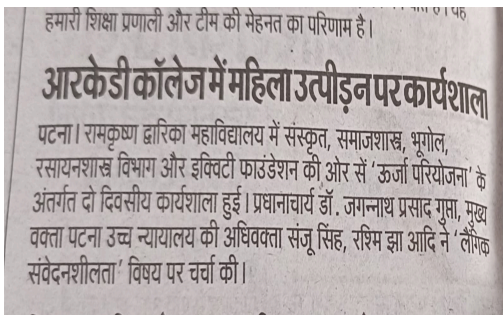 हमारी शिक्षा प्रणाली और टीम की मेहनत का परिणाम है।
आरकेडी कॉलेज में महिला उत्पीड़न पर कार्यशाला
पटना। रामकृष्ण द्वारिका महाविद्यालय में संस्कृत, समाजशास्त्र, भूगोल,
रसायनशास्त्र विभाग और इक्विटी फाउंडेशन की ओर सें ‘ऊर्जा परियोजना’ के
अंतर्गत दो दिवसीय कार्यशाला हुई। प्रधानाचार्य डॉ. जगन्नाथ प्रसाद गुप्ता, मुख्य
वक्ता पटना उच्च न्यायालय की अधिवक्ता संजू सिंह, रश्मि झा आदि ने ‘लैंगिक
संवेदनशीलता’ विषय पर चर्चा की।